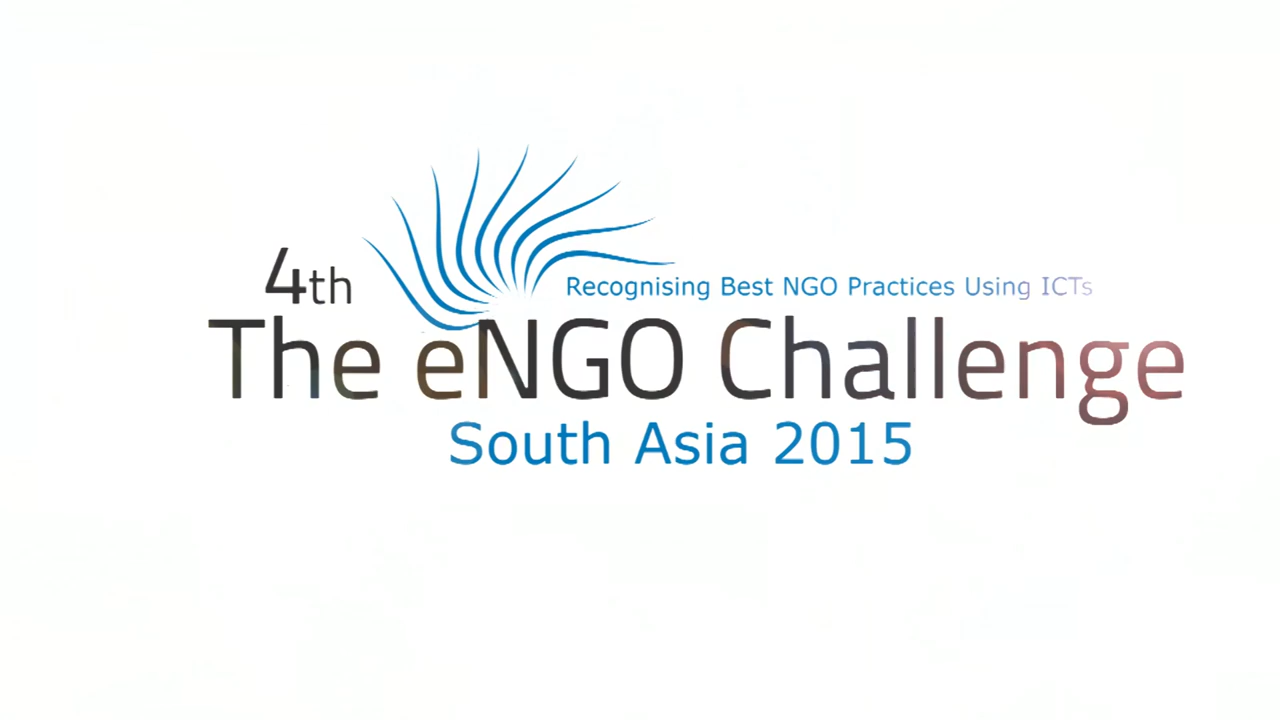 4th
Recognising Best NGO Practices Using ICTs
The eNGO Challenge
South Asia 2015